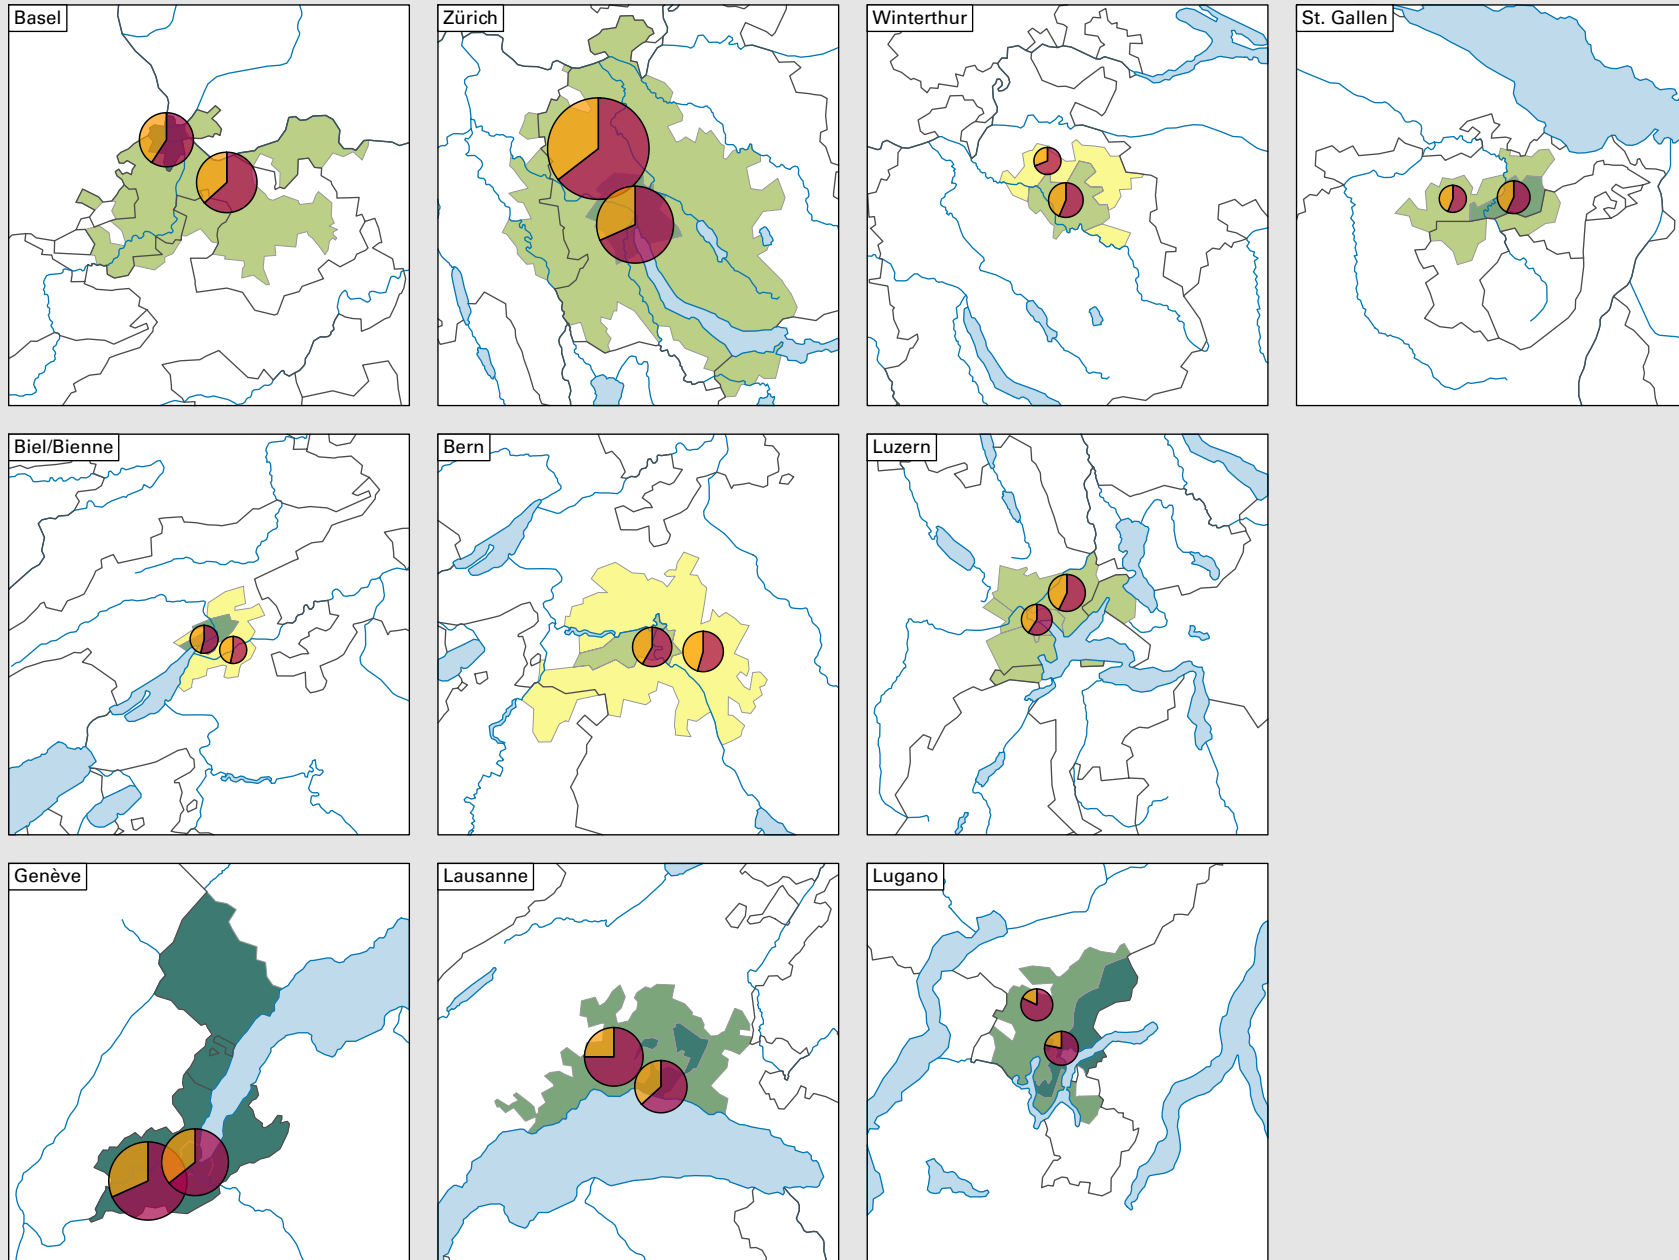 Basel
Zürich
Winterthur
St. Gallen
Biel/Bienne
Bern
Luzern
Genève
Lausanne
Lugano